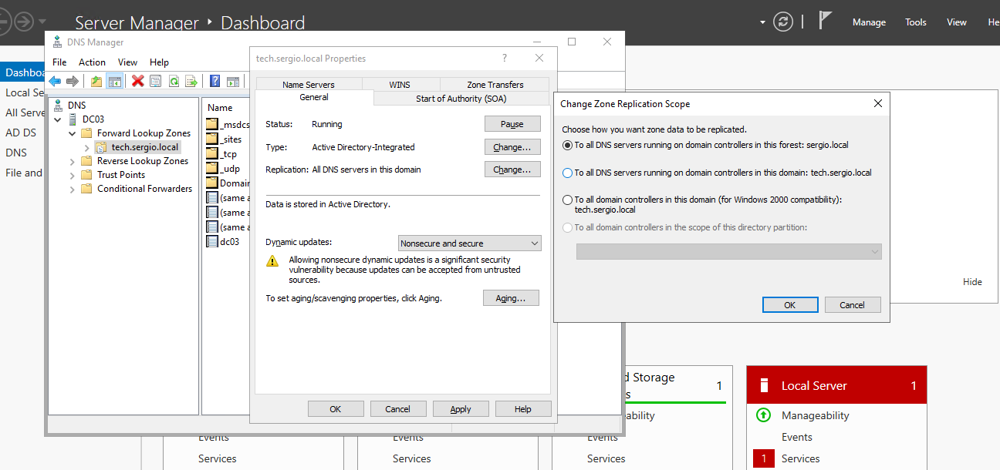 Server Manager ‣ Dashboard
Manage
Tools
View
He
Dashboa
Local Se
All Serve
AD DS
DNS
File and
DNS Manager
File
Action
View
Help
DNS
DC03
Forward Lookup Zones
tech.sergio.local
Reverse Lookup Zones
Trust Points
Conditional Forwarders
Name
_msdcs
_sites
_tcp
_udp
Domain
(same a
(same a
(same a
dc03
tech.sergio.local Properties
?
Name Servers
WINS
Zone Transfers
General
Start of Authority (SOA)
Status:
Running
Pause
Type:
Active Directory-Integrated
Change...
Replication:
All DNS servers in this domain
Change...
Data is stored in Active Directory.
Dynamic updates:
Nonsecure and secure
Allowing nonsecure dynamic updates is a significant security
vulnerability because updates can be accepted from untrusted
sources.
To set aging/scavenging properties, click Aging.
Aging...
OK
Cancel
Apply
Help
Change Zone Replication Scope
Choose how you want zone data to be replicated.
To all DNS servers running on domain controllers in this forest: sergio.local
To all DNS servers running on domain controllers in this domain: tech.sergio.local
To all domain controllers in this domain (for Windows 2000 compatibility):
tech.sergio.local
To all domain controllers in the scope of this directory partition:
OK
Cancel
Hide
d Storage
s
1
ability
Events
Services
Events
Services
Events
Services
Local Server
1
Manageability
Events
1
Services